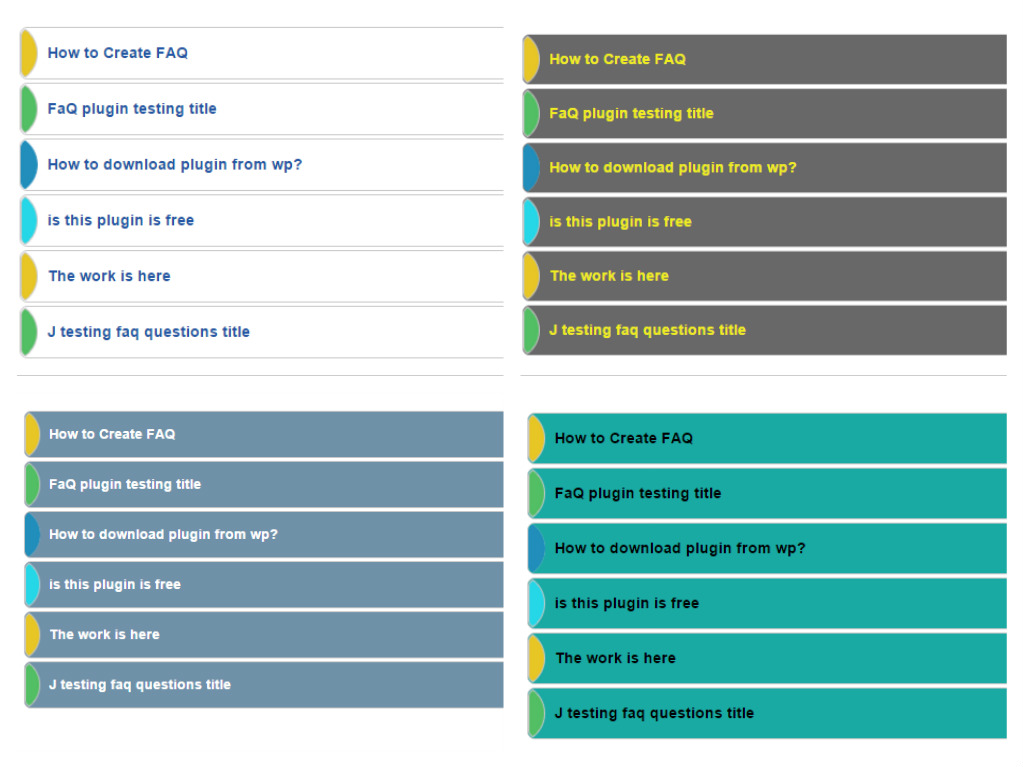 How to Create FAQ
FaQ plugin testing title
How to download plugin from wp?
is this plugin is free
The work is here
J testing faq questions title
How to Create FAQ
FaQ plugin testing title
How to download plugin from wp?
is this plugin is free
The work is here
J testing faq questions title
How to Create FAQ
FaQ plugin testing title
How to download plugin from wp?
is this plugin is free
The work is here
J testing faq questions title
How to Create FAQ
FaQ plugin testing title
How to download plugin from wp?
is this plugin is free
The work is here
J testing faq questions title